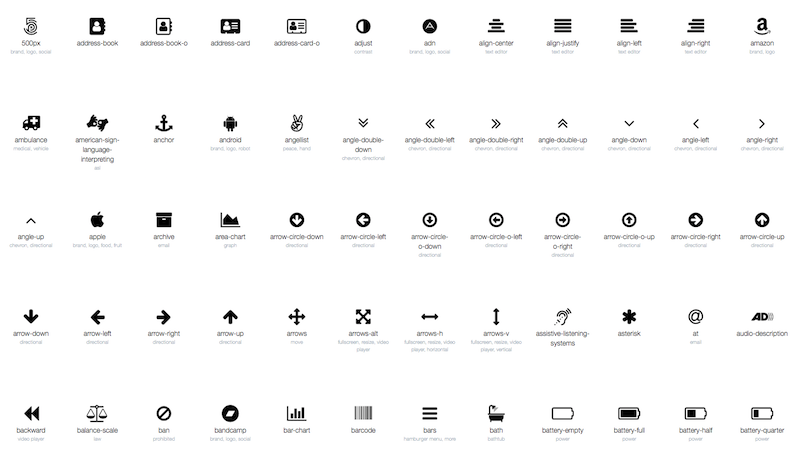 500px address-book address-book-o address-card address-card-o adjust adn align-center align-justify align-left align-right amazon
brand, logo, social contrast brand, logo, social text editor text editor text editor text editor brand, logo
ambulance american-sign- anchor android angellist angle-double- angle-double-left angle-double-right angle-double-up angle-down angle-left angle-right
medical, vehicle language- brand, logo, robot peace, hand down chevron, directional chevron, directional chevron, directional chevron, directional chevron, directional chevron, directional
interpreting chevron, directional
asl
angle-up apple archive area-chart arrow-circle-down arrow-circle-left arrow-circle- arrow-circle-o-left arrow-circle- arrow-circle-o-up arrow-circle-right arrow-circle-up
chevron, directional brand, logo, food, fruit email graph directional directional o-down directional o-right directional directional directional
directional directional
arrow-down arrow-left arrow-right arrow-up arrows arrows-alt arrows-h arrows-v assistive-listening- asterisk at audio-description
directional directional directional directional move fullscreen, resize, video fullscreen, resize, video fullscreen, resize, video systems email
player player, horizontal player, vertical
AD
backward balance-scale ban bandcamp bar-chart barcode bars bath battery-empty battery-full battery-half battery-quarter
video player law prohibited brand, logo, social hamburger menu, more bathtub power power power power